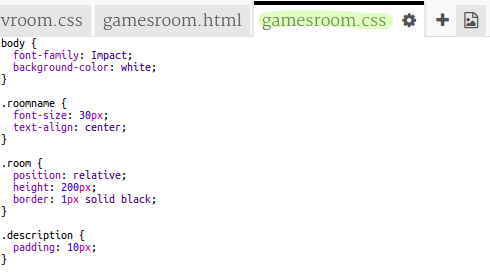 vroom.css gamesroom.html gamesroom.css
body {
  font-family: Impact;
  background-color: white;
}

.roomname {
  font-size: 30px;
  text-align: center;
}

.room {
  position: relative;
  height: 200px;
  border: 1px solid black;
}

.description {
  padding: 10px;
}